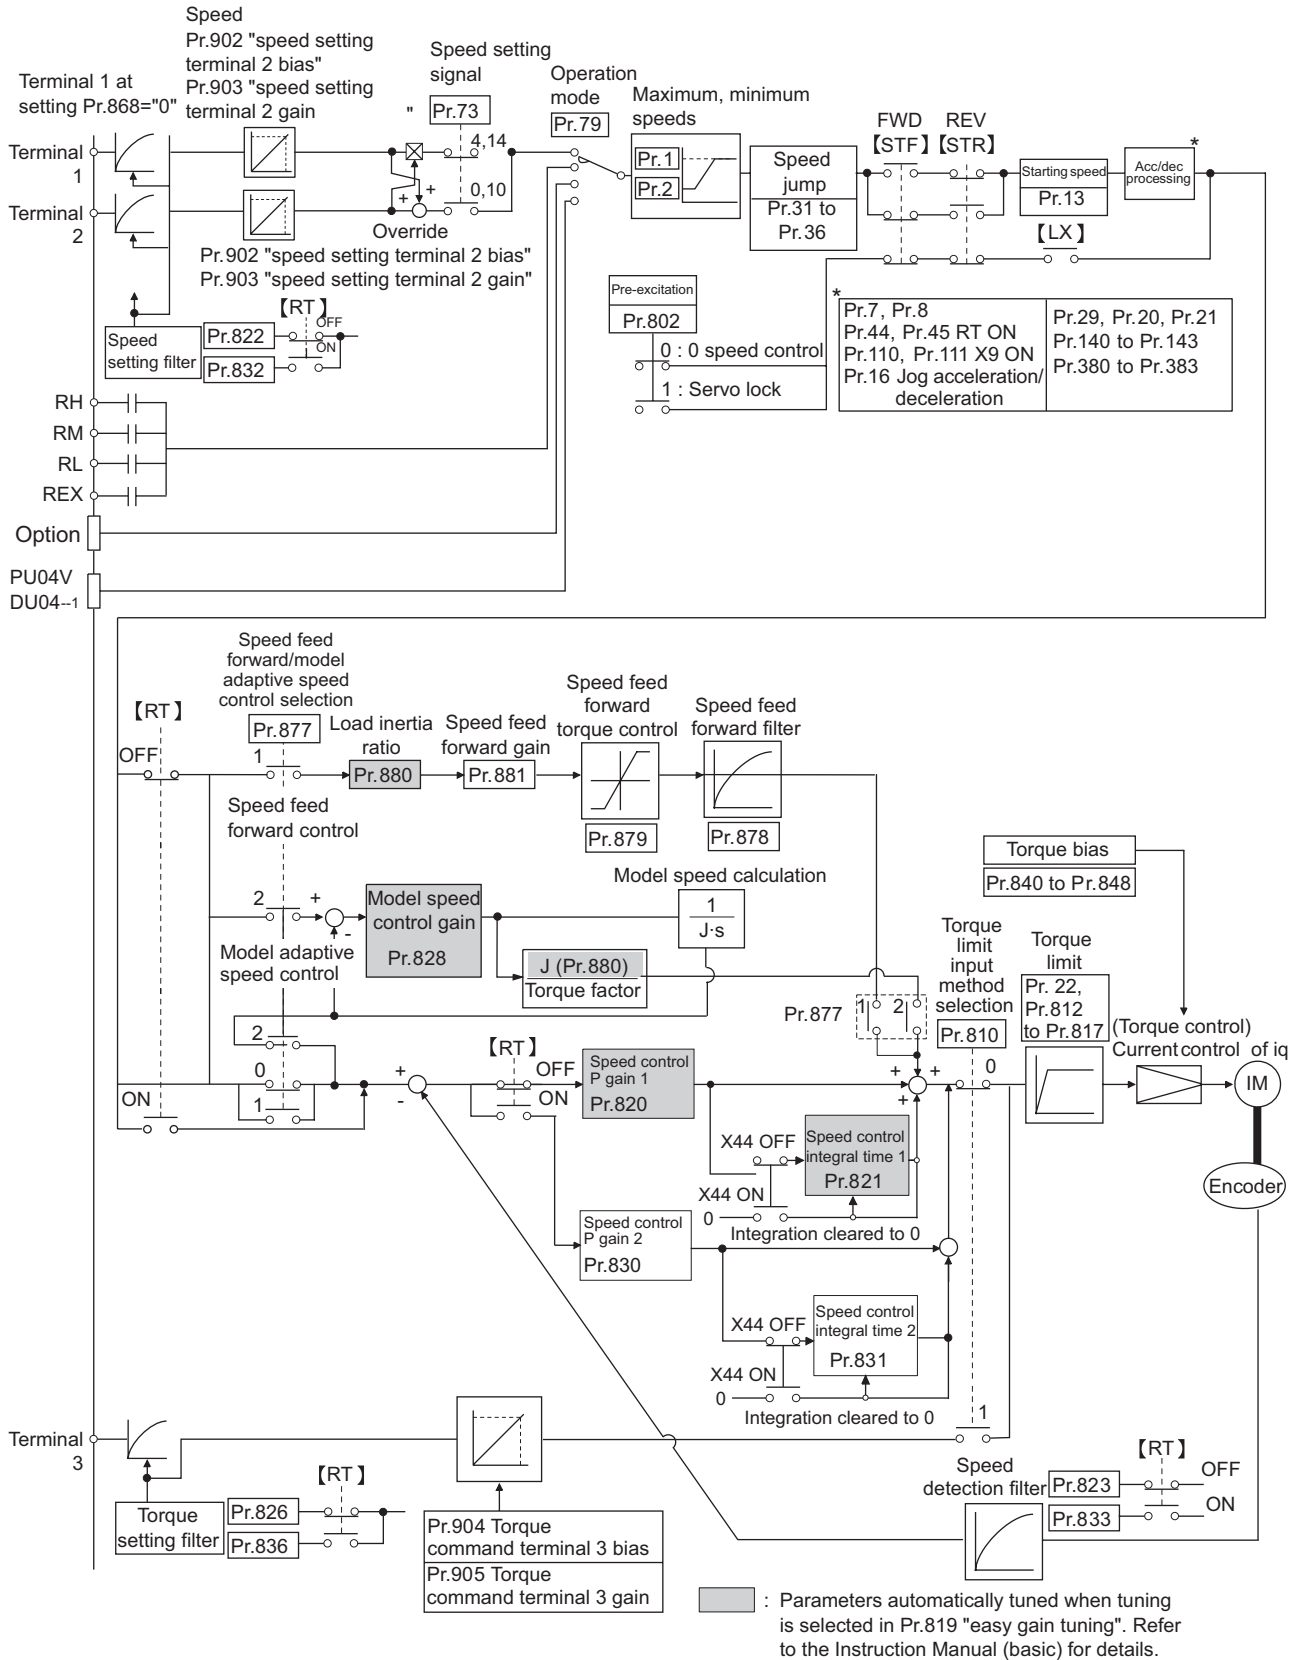 Speed
Pr.902 "speed setting
terminal 2 bias"
Pr.903 "speed setting
terminal 2 gain
"
Terminal 1 at
setting Pr.868="0"
Speed setting
signal
Pr.73
4,14
0,10
Operation
mode
Pr.79
Maximum, minimum
speeds
Pr.1
Pr.2
Speed
jump
Pr.31 to
Pr.36
FWD
【STF】
REV
【STR】
Starting speed
Pr.13
*
Acc/dec
processing
【LX】
Terminal
1
Terminal
2
+
+
Override
Pr.902 "speed setting terminal 2 bias"
Pr.903 "speed setting terminal 2 gain"
Speed
setting filter
Pr.822
Pr.832
【RT】
OFF
ON
Pre-excitation
Pr.802
0 : 0 speed control
1 : Servo lock
*
Pr.7, Pr.8
Pr.44, Pr.45 RT ON
Pr.110, Pr.111 X9 ON
Pr.16 Jog acceleration/
deceleration
Pr.29, Pr.20, Pr.21
Pr.140 to Pr.143
Pr.380 to Pr.383
RH
RM
RL
REX
Option
PU04V
DU04--1
【RT】
OFF
ON
Speed feed
forward/model
adaptive speed
control selection
Pr.877
1
Load inertia
ratio
Pr.880
Speed feed
forward gain
Pr.881
Speed feed
forward
torque control
Pr.879
Speed feed
forward filter
Pr.878
Speed feed
forward control
2
+
-
Model adaptive
speed control
Model speed
control gain
Pr.828
Model speed calculation
1
J·s
J (Pr.880)
Torque factor
2
0
1
Pr.877
1
2
Torque bias
Pr.840 to Pr.848
Torque
limit
input
method
selection
Pr.810
0
Torque
limit
Pr. 22,
Pr.812
to Pr.817
(Torque control)
Current control of iq
IM
Encoder
+
-
【RT】
OFF
ON
Speed control
P gain 1
Pr.820
+
+
+
X44 OFF
X44 ON
0
Speed control
integral time 1
Pr.821
Integration cleared to 0
Speed control
P gain 2
Pr.830
X44 OFF
X44 ON
0
Speed control
integral time 2
Pr.831
Integration cleared to 0
1
Terminal
3
Torque
setting filter
Pr.826
Pr.836
【RT】
Pr.904 Torque
command terminal 3 bias
Pr.905 Torque
command terminal 3 gain
Speed
detection filter
Pr.823
Pr.833
【RT】
OFF
ON
: Parameters automatically tuned when tuning
is selected in Pr.819 "easy gain tuning". Refer
to the Instruction Manual (basic) for details.